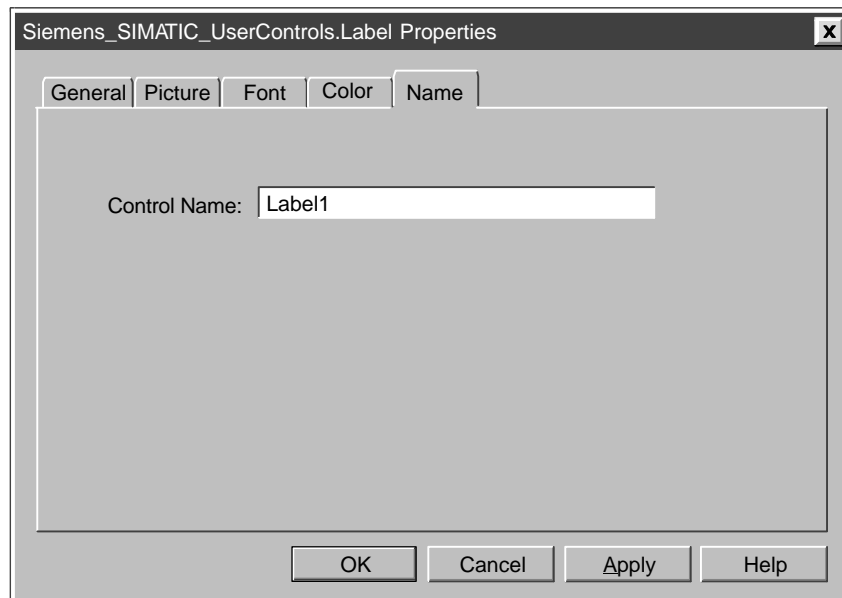 Siemens_SIMATIC_UserControls.Label Properties x
General Picture Font Color Name
Control Name: Label1
OK Cancel Apply Help